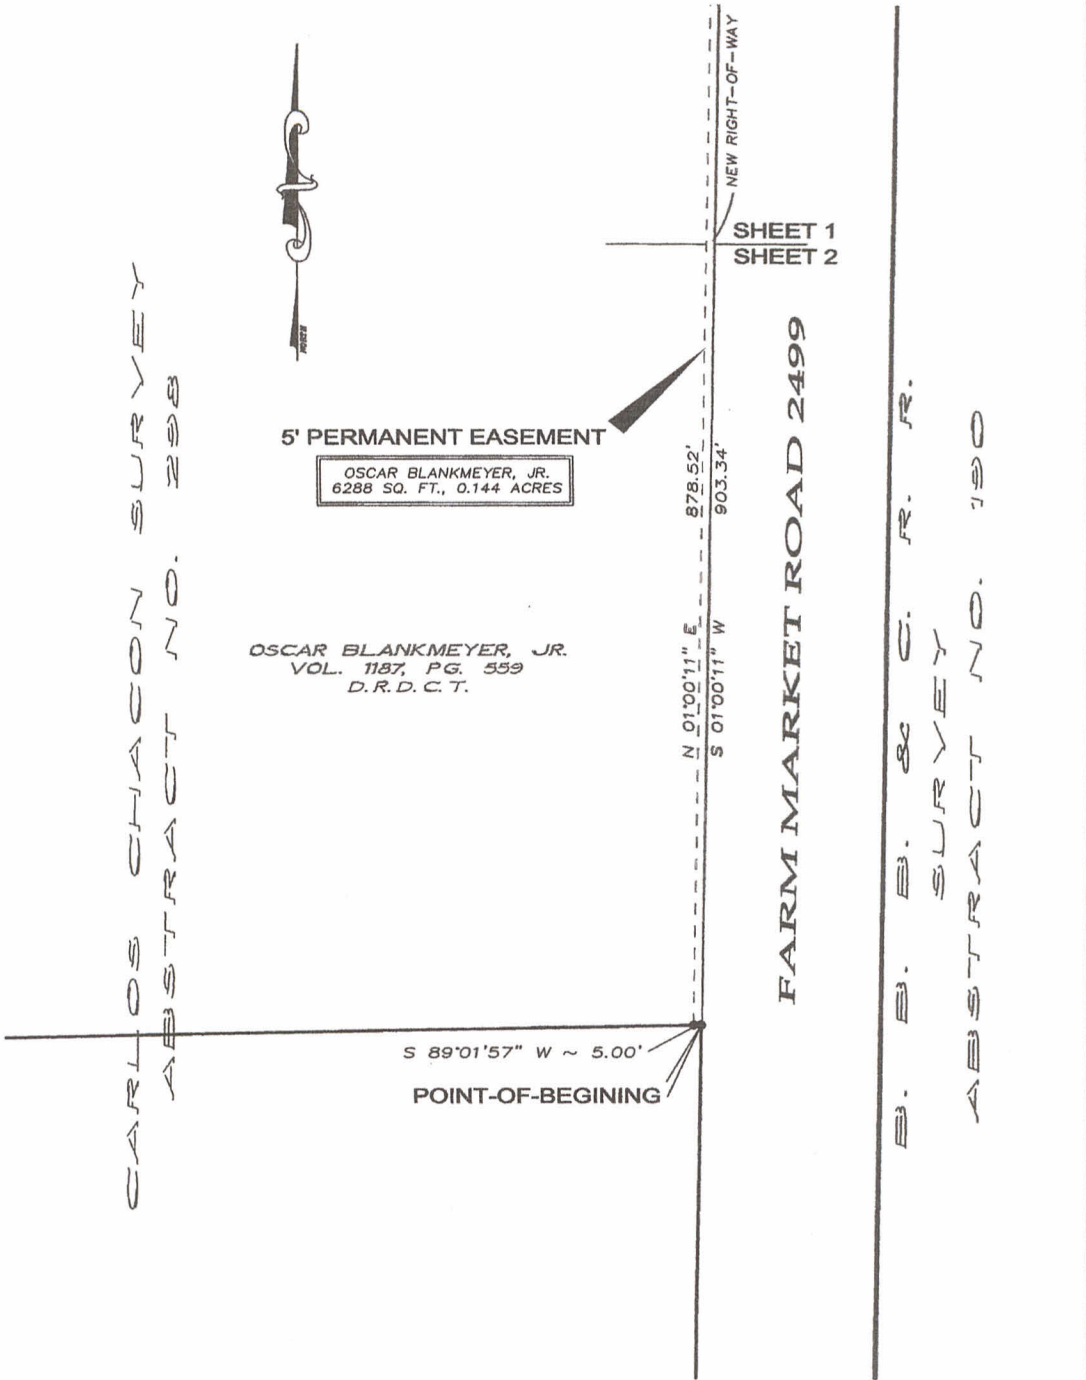 NEW RIGHT-OF-WAY
NORTH
SHEET 1
SHEET 2
CARLOS CHACON SURVEY
ABSTRACT NO. 298
5' PERMANENT EASEMENT
OSCAR BLANKMEYER, JR.
6288 SQ. FT., 0.144 ACRES
OSCAR BLANKMEYER, JR.
VOL. 1187, PG. 559
D.R.D.C.T.
N 01°00'11" E 878.52'
S 01°00'11" W 903.34'
FARM MARKET ROAD 2499
B. B. B. & C. R. R.
SURVEY
ABSTRACT NO. 190
S 89°01'57" W ~ 5.00'
POINT-OF-BEGINING